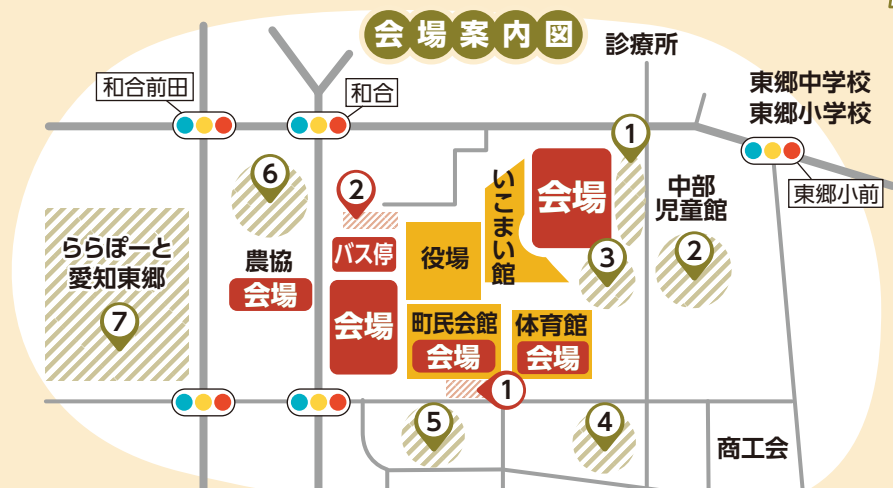 会場案内図
診療所
和合前田
和合
東郷中学校
東郷小学校
東郷小前
1
6
2
いこまい館
会場
中部
児童館
2
3
ららぽーと
愛知東郷
7
農協
会場
バス停
役場
会場
町民会館
会場
体育館
会場
1
5
4
商工会